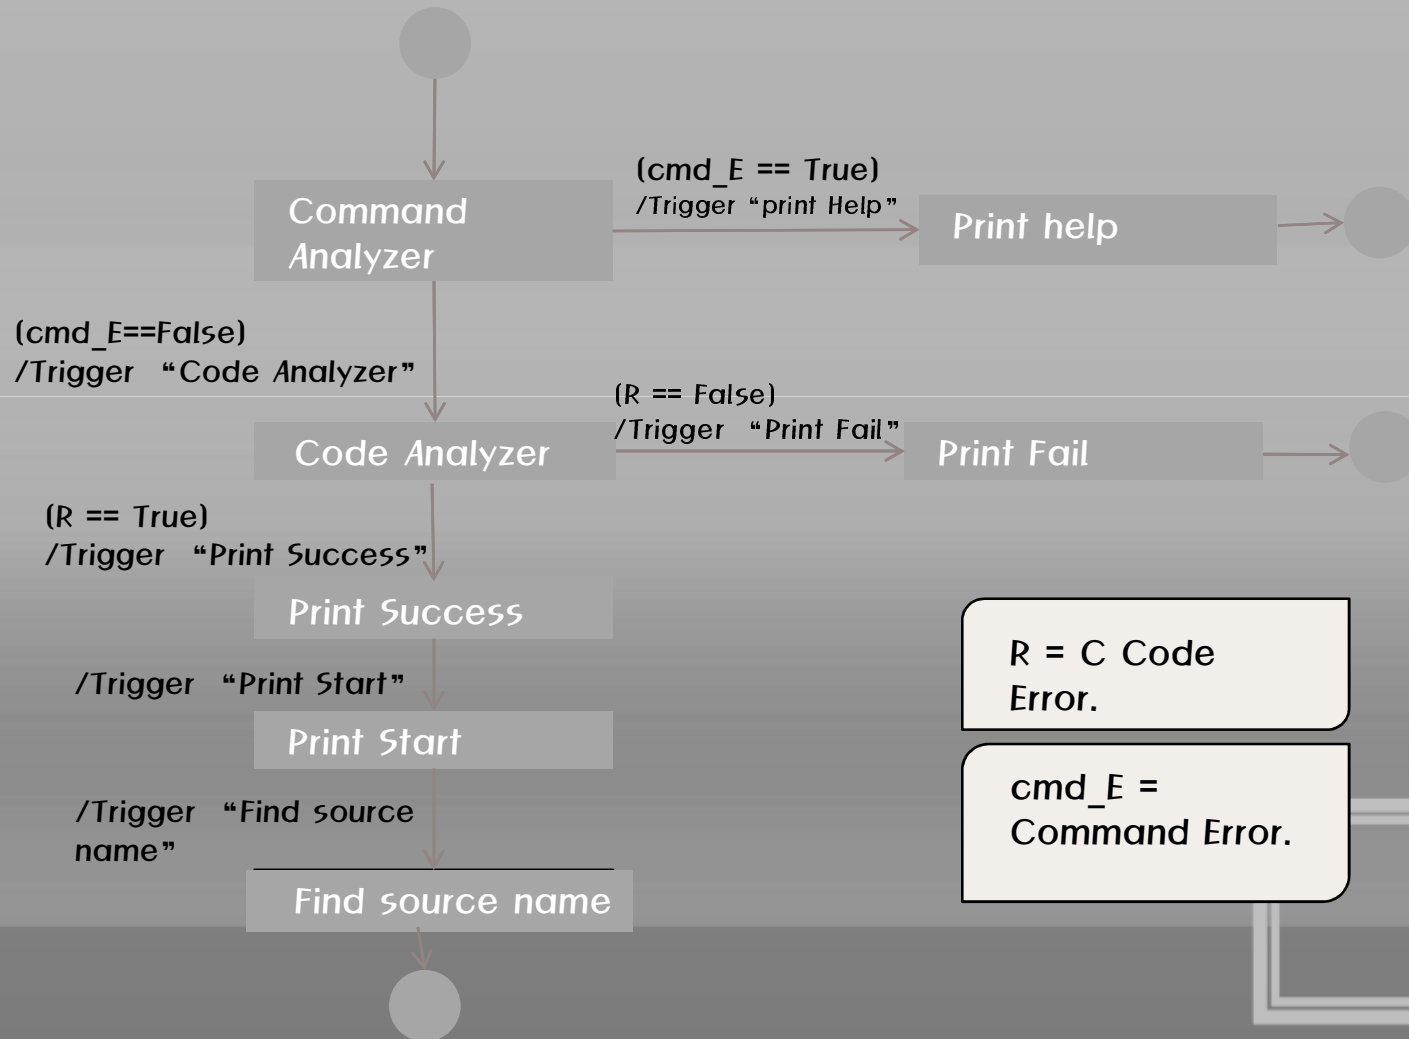 (cmd_E == True)
/Trigger “print Help”
Command
Analyzer
Print help
(cmd_E==False)
/Trigger “Code Analyzer”
(R == False)
/Trigger “Print Fail”
Code Analyzer
Print Fail
(R == True)
/Trigger “Print Success”
Print Success
/Trigger “Print Start”
Print Start
/Trigger “Find source
name”
Find source name
R = C Code
Error.
cmd_E =
Command Error.